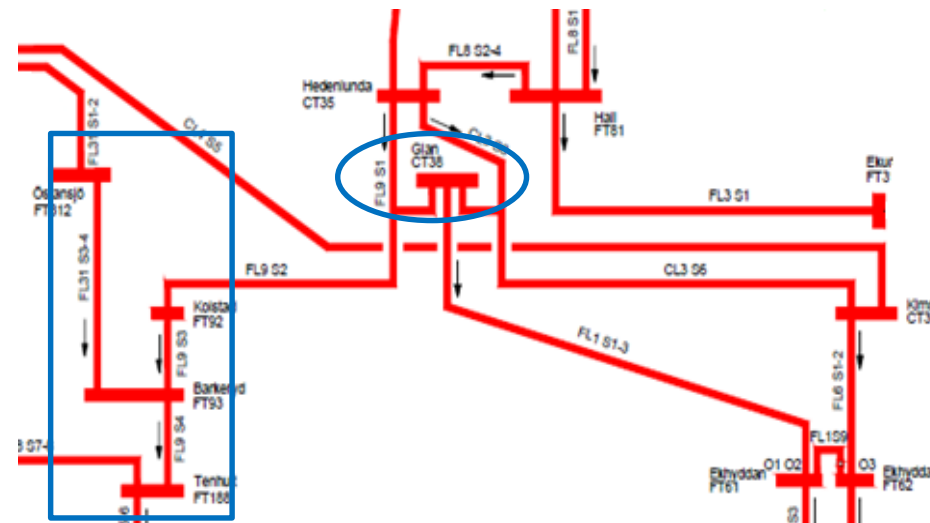 FL8 S1
FL8 S2-4
Hedenlunda
CT35
Hall
FT81
FL31 S1-2
CL1 S5
Glan
CT38
Ekur
FT3
FL9 S1
FL3 S1
FL31 S3-4
FL9 S2
CL3 S6
Kolstad
FT92
FL9 S3
FL1 S1-3
FL6 S1-2
Barkeryd
FT93
FL9 S4
FL1S9
O1 O2
O3
Ekhyddan
FT61
FT62
Tenhult
FT188